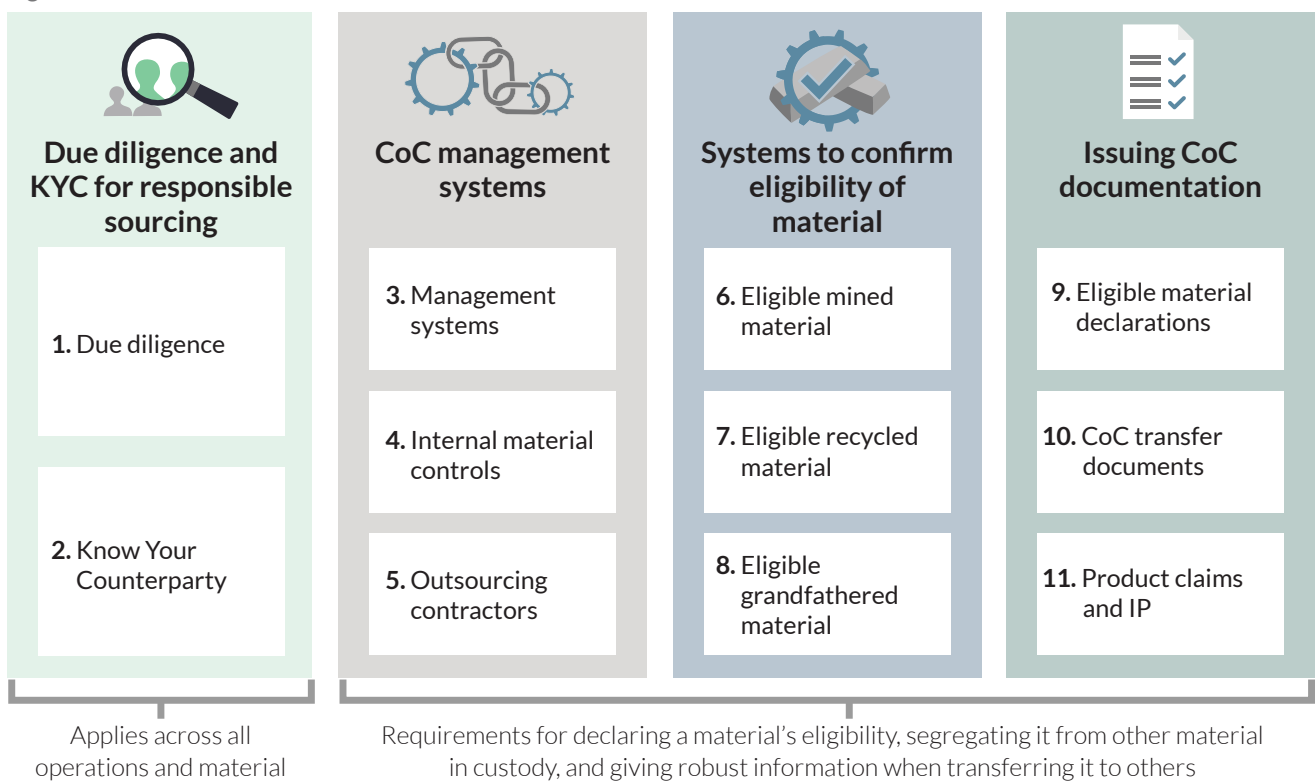 Due diligence and
KYC for responsible
sourcing
1. Due diligence
2. Know Your
Counterparty
CoC management
systems
3. Management
systems
4. Internal material
controls
5. Outsourcing
contractors
Systems to confirm
eligibility of
material
6. Eligible mined
material
7. Eligible recycled
material
8. Eligible
grandfathered
material
Issuing CoC
documentation
9. Eligible material
declarations
10. CoC transfer
documents
11. Product claims
and IP
Applies across all
operations and material
Requirements for declaring a material’s eligibility, segregating it from other material
in custody, and giving robust information when transferring it to others